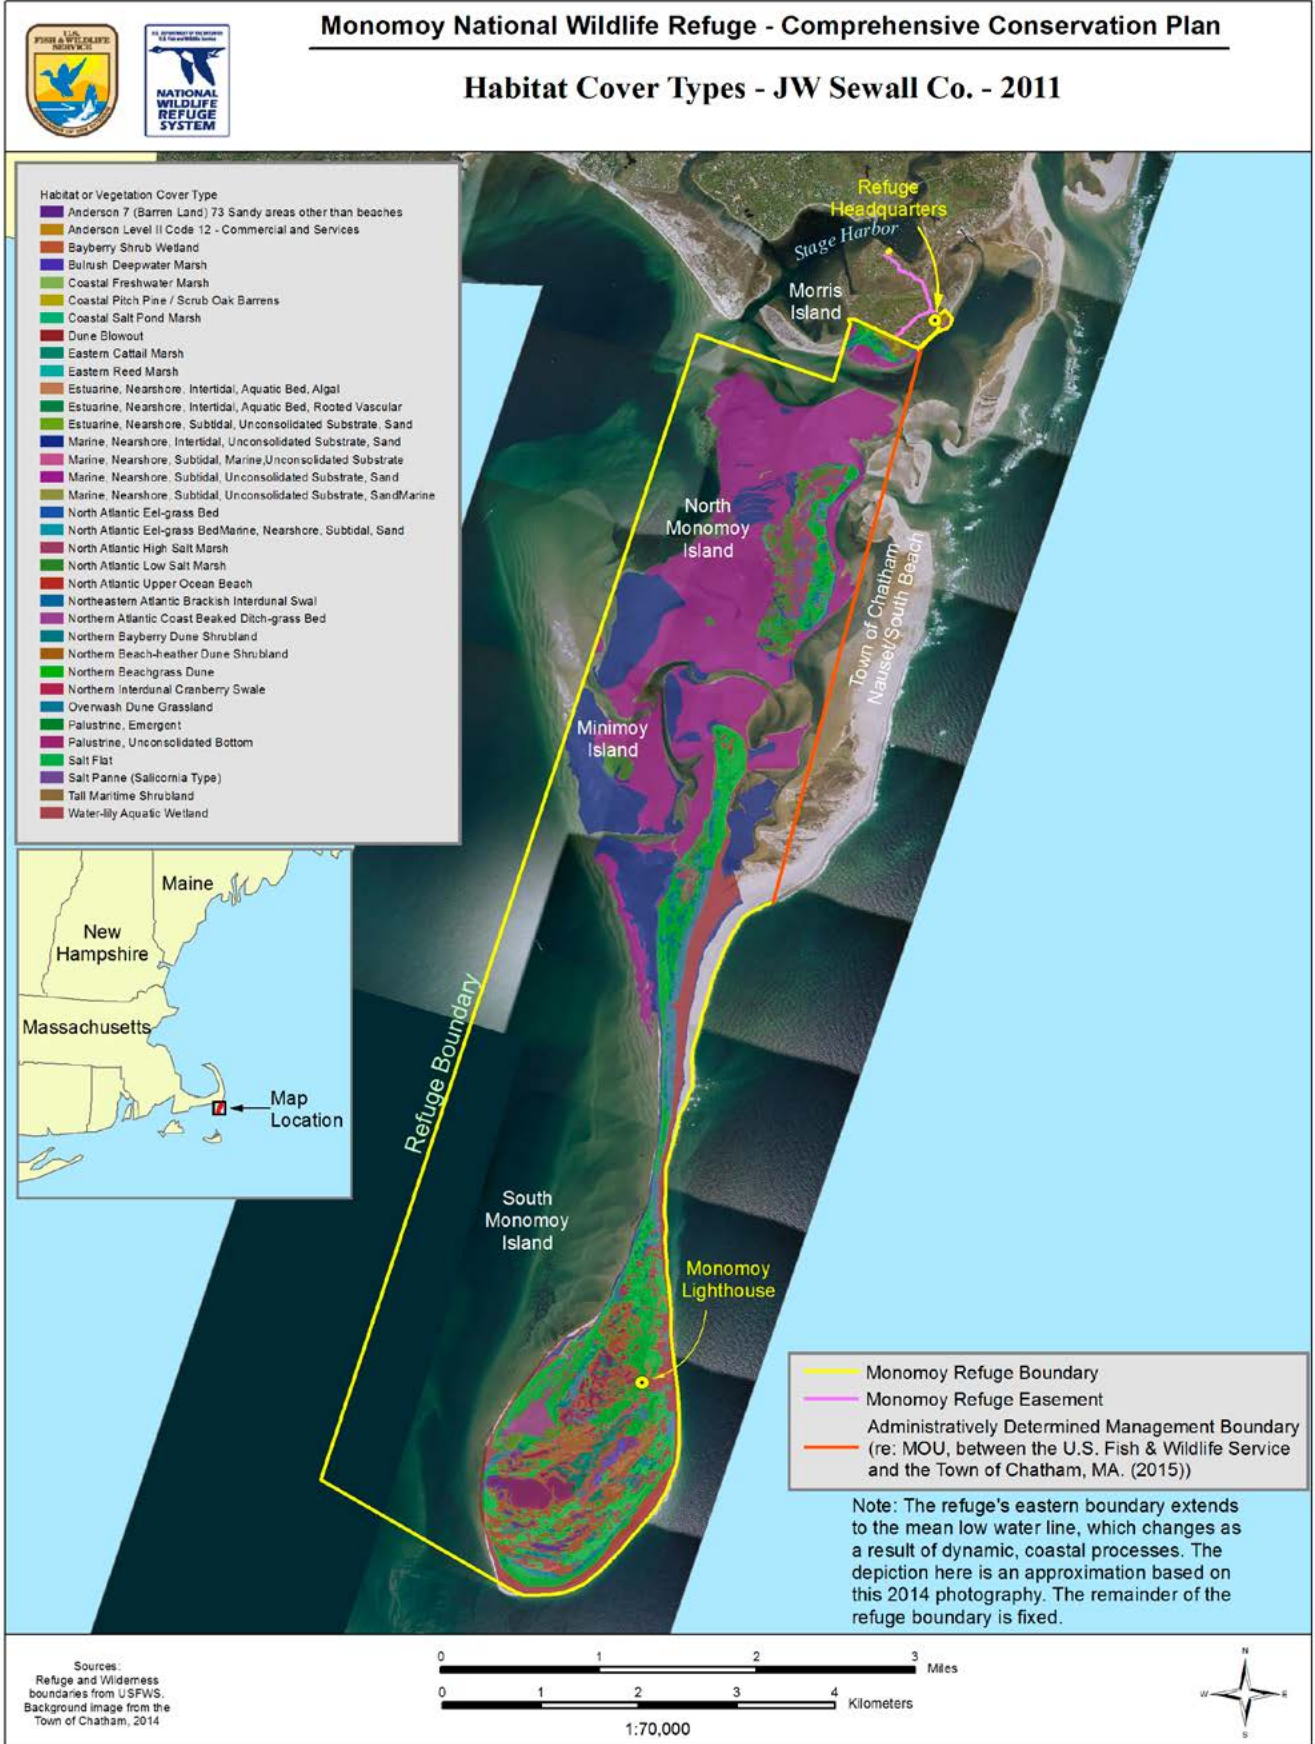 U.S.
FISH & WILDLIFE
SERVICE
DEPARTMENT OF THE INTERIOR
NATIONAL
WILDLIFE
REFUGE
SYSTEM
Monomoy National Wildlife Refuge - Comprehensive Conservation Plan
Habitat Cover Types - JW Sewall Co. - 2011
Habitat or Vegetation Cover Type
Anderson 7 (Barren Land) 73 Sandy areas other than beaches
Anderson Level II Code 12 - Commercial and Services
Bayberry Shrub Wetland
Bulrush Deepwater Marsh
Coastal Freshwater Marsh
Coastal Pitch Pine / Scrub Oak Barrens
Coastal Salt Pond Marsh
Dune Blowout
Eastern Cattail Marsh
Eastern Reed Marsh
Estuarine, Nearshore, Intertidal, Aquatic Bed, Algal
Estuarine, Nearshore, Intertidal, Aquatic Bed, Rooted Vascular
Estuarine, Nearshore, Subtidal, Unconsolidated Substrate, Sand
Marine, Nearshore, Intertidal, Unconsolidated Substrate, Sand
Marine, Nearshore, Subtidal, Marine,Unconsolidated Substrate
Marine, Nearshore, Subtidal, Unconsolidated Substrate, Sand
Marine, Nearshore, Subtidal, Unconsolidated Substrate, SandMarine
North Atlantic Eel-grass Bed
North Atlantic Eel-grass BedMarine, Nearshore, Subtidal, Sand
North Atlantic High Salt Marsh
North Atlantic Low Salt Marsh
North Atlantic Upper Ocean Beach
Northeastern Atlantic Brackish Interdunal Swal
Northern Atlantic Coast Beaked Ditch-grass Bed
Northern Bayberry Dune Shrubland
Northern Beach-heather Dune Shrubland
Northern Beachgrass Dune
Northern Interdunal Cranberry Swale
Overwash Dune Grassland
Palustrine, Emergent
Palustrine, Unconsolidated Bottom
Salt Flat
Salt Panne (Salicornia Type)
Tall Maritime Shrubland
Water-lily Aquatic Wetland
Refuge
Headquarters
Stage Harbor
Morris
Island
North
Monomoy
Island
Town of Chatham
Nauset/South Beach
Minimoy
Island
Refuge Boundary
South
Monomoy
Island
Monomoy
Lighthouse
Maine
New
Hampshire
Massachusetts
Map
Location
Monomoy Refuge Boundary
Monomoy Refuge Easement
Administratively Determined Management Boundary
(re: MOU, between the U.S. Fish & Wildlife Service
and the Town of Chatham, MA. (2015))
Note: The refuge's eastern boundary extends
to the mean low water line, which changes as
a result of dynamic, coastal processes. The
depiction here is an approximation based on
this 2014 photography. The remainder of the
refuge boundary is fixed.
Sources:
Refuge and Wilderness
boundaries from USFWS.
Background image from the
Town of Chatham, 2014
0 1 2 3 Miles
0 1 2 3 4 Kilometers
1:70,000
N
W E
S